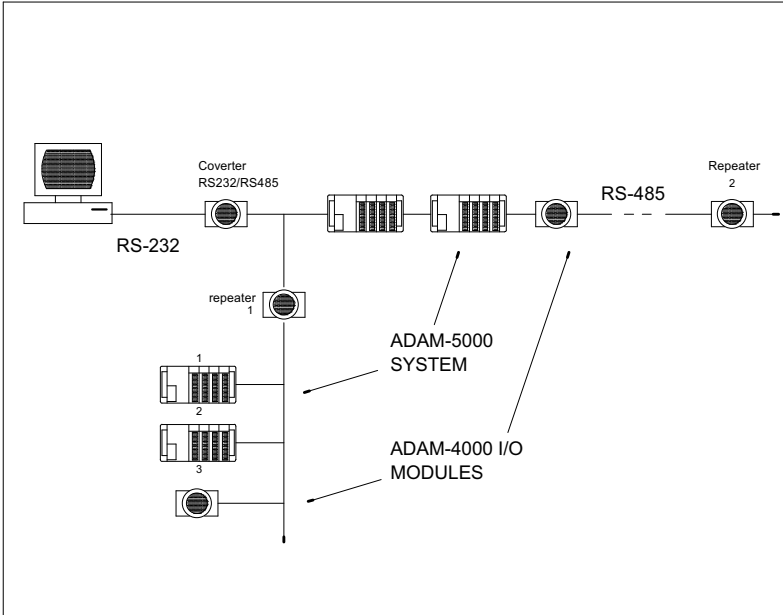 Coverter
RS232/RS485
RS-232
RS-485
Repeater
2
repeater
1
1
2
3
ADAM-5000
SYSTEM
ADAM-4000 I/O
MODULES